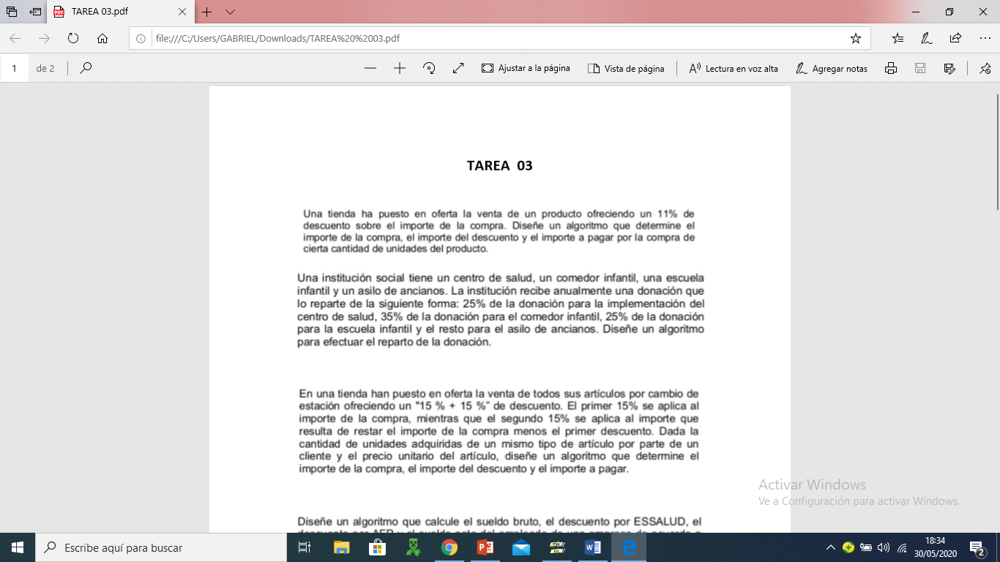 TAREA 03.pdf
file:///C:/Users/GABRIEL/Downloads/TAREA%20%2003.pdf
1 de 2 Ajustar a la página Vista de página Lectura en voz alta Agregar notas
TAREA 03
Una tienda ha puesto en oferta la venta de un producto ofreciendo un 11% de
descuento sobre el importe de la compra. Diseñe un algoritmo que determine el
importe de la compra, el importe del descuento y el importe a pagar por la compra de
cierta cantidad de unidades del producto.
Una institución social tiene un centro de salud, un comedor infantil, una escuela
infantil y un asilo de ancianos. La institución recibe anualmente una donación que
lo reparte de la siguiente forma: 25% de la donación para la implementación del
centro de salud, 35% de la donación para el comedor infantil, 25% de la donación
para la escuela infantil y el resto para el asilo de ancianos. Diseñe un algoritmo
para efectuar el reparto de la donación.
En una tienda han puesto en oferta la venta de todos sus artículos por cambio de
estación ofreciendo un "15 % + 15 %" de descuento. El primer 15% se aplica al
importe de la compra, mientras que el segundo 15% se aplica al importe que
resulta de restar el importe de la compra menos el primer descuento. Dada la
cantidad de unidades adquiridas de un mismo tipo de artículo por parte de un
cliente y el precio unitario del artículo, diseñe un algoritmo que determine el
importe de la compra, el importe del descuento y el importe a pagar.
Activar Windows
Ve a Configuración para activar Windows.
Diseñe un algoritmo que calcule el sueldo bruto, el descuento por ESSALUD, el
Escribe aquí para buscar
18:34
30/05/2020
2